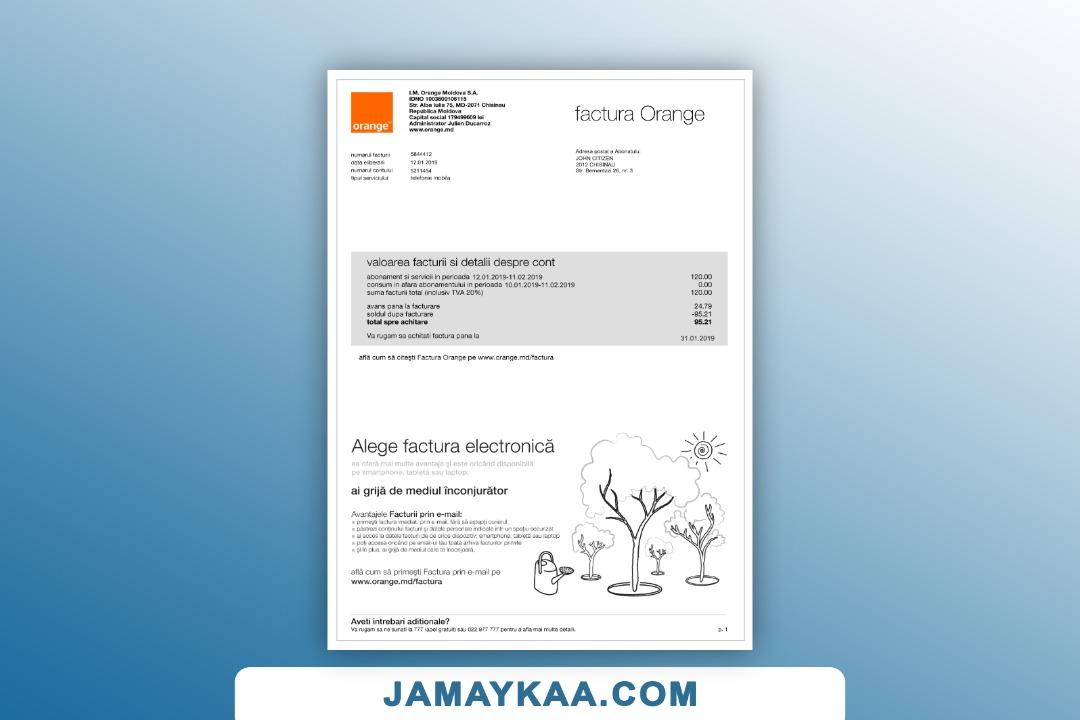 orange™
I.M. Orange Moldova S.A.
IDNO 1003600106115
Str. Alba Iulia 75, MD-2071 Chisinau
Republica Moldova
Capital social 179499609 lei
Administrator Julien Ducarroz
www.orange.md
factura Orange
numarul facturii 5844412
data eliberarii 12.01.2019
numarul contului 5211454
tipul serviciului telefonie mobila
Adresa postal a Abonatului:
JOHN CITIZEN
2012 CHISINAU
Str. Bernardazi 26, nr. 3
valoarea facturii si detalii despre cont
abonament si servicii in perioada 12.01.2019-11.02.2019 120.00
consum in afara abonamentului in perioada 10.01.2019-11.02.2019 0.00
suma facturii total (inclusiv TVA 20%) 120.00
avans pana la facturare 24.79
soldul dupa facturare -95.21
total spre achitare 95.21
Va rugam sa achitati factura pana la 31.01.2019
află cum să citeşti Factura Orange pe www.orange.md/factura
Alege factura electronică
ea oferă mai multe avantaje şi este oricând disponibilă
pe smartphone, tabletă sau laptop.
ai grijă de mediul înconjurător
Avantajele Facturii prin e-mail:
primeşti factura imediat, prin e-mail, fără să aştepţi curierul
păstrezi conţinutul facturii şi datele personale indicate într-un spaţiu securizat
ai acces la datele facturii de pe orice dispozitiv: smartphone, tabletă sau laptop
poţi accesa oricând pe email-ul tău toată arhiva facturilor primite
şi în plus, ai grijă de mediul care te înconjoară.
află cum să primeşti Factura prin e-mail pe
www.orange.md/factura
Aveti intrebari aditionale?
Va rugam sa ne sunati la 777 (apel gratuit) sau 022 977 777 pentru a afla mai multe detalii.
p. 1
JAMAYKAA.COM